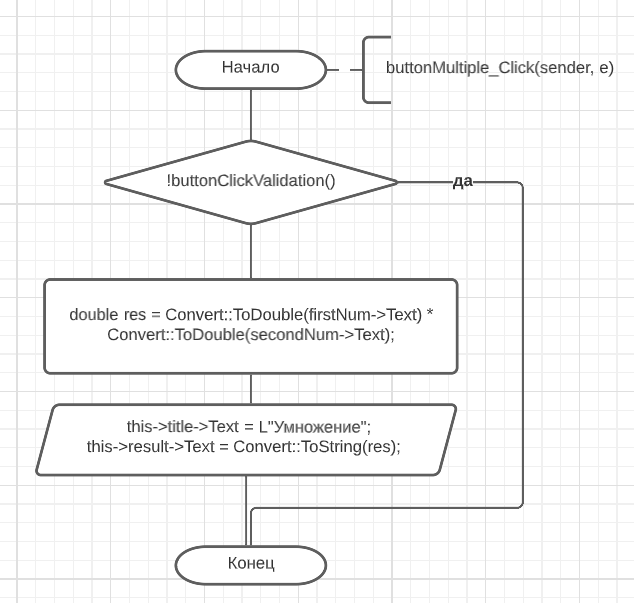 Начало
buttonMultiple_Click(sender, e)
!buttonClickValidation()
да
double res = Convert::ToDouble(firstNum->Text) *
Convert::ToDouble(secondNum->Text);
this->title->Text = L"Умножение";
this->result->Text = Convert::ToString(res);
Конец